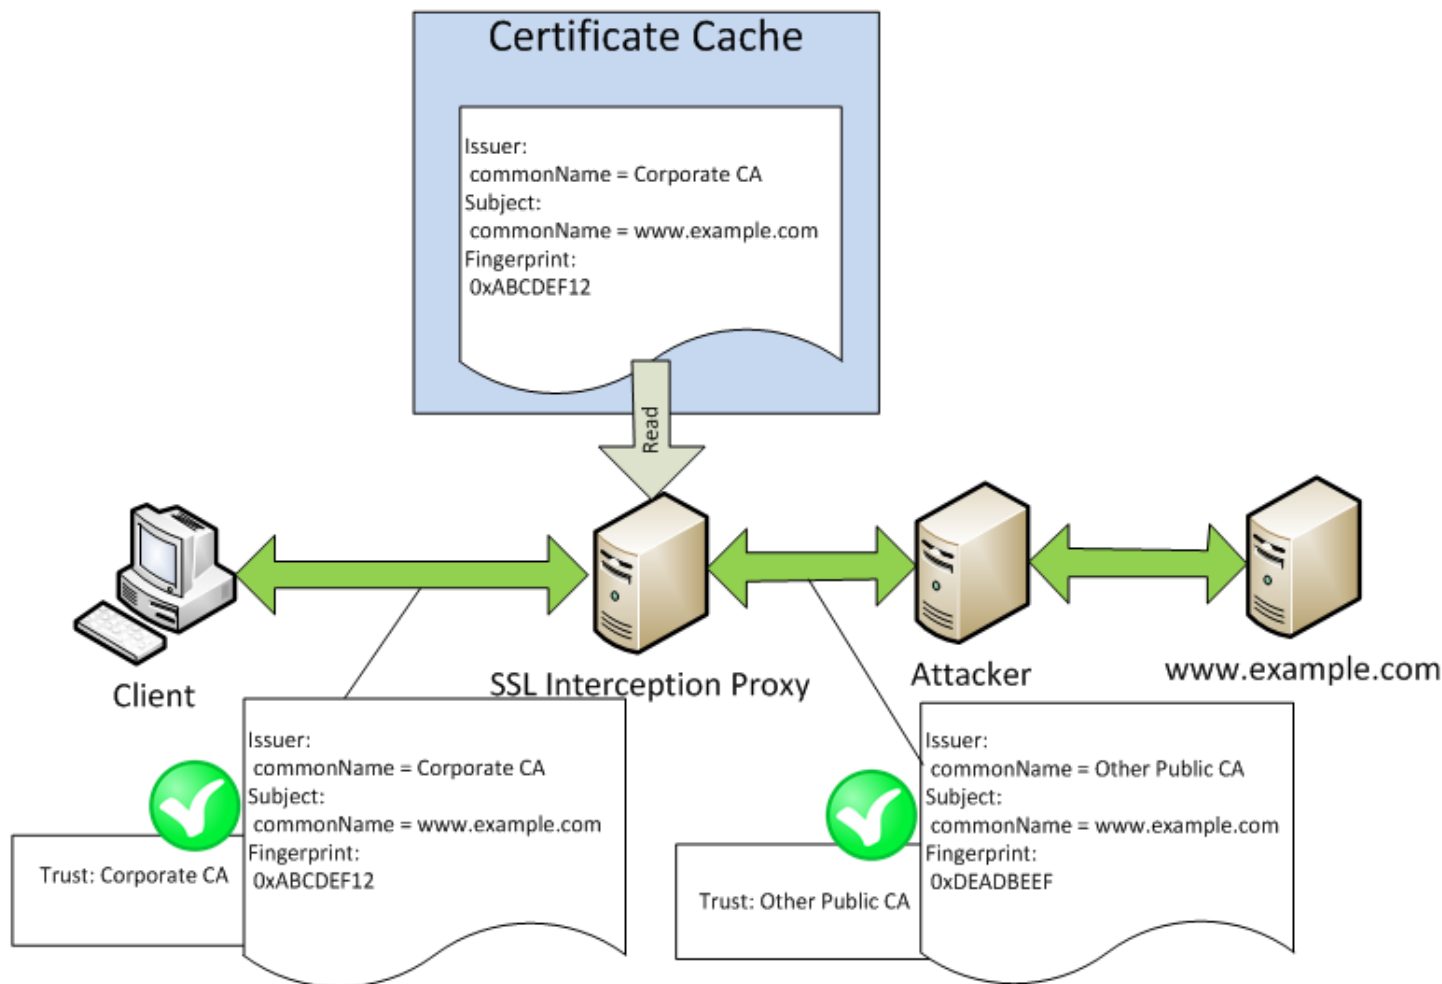 Certificate Cache
Issuer:
commonName = Corporate CA
Subject:
commonName = www.example.com
Fingerprint:
0xABCDEF12
Read
Client
SSL Interception Proxy
Attacker
www.example.com
Issuer:
commonName = Corporate CA
Subject:
commonName = www.example.com
Fingerprint:
0xABCDEF12
Trust: Corporate CA
Issuer:
commonName = Other Public CA
Subject:
commonName = www.example.com
Fingerprint:
0xDEADBEEF
Trust: Other Public CA